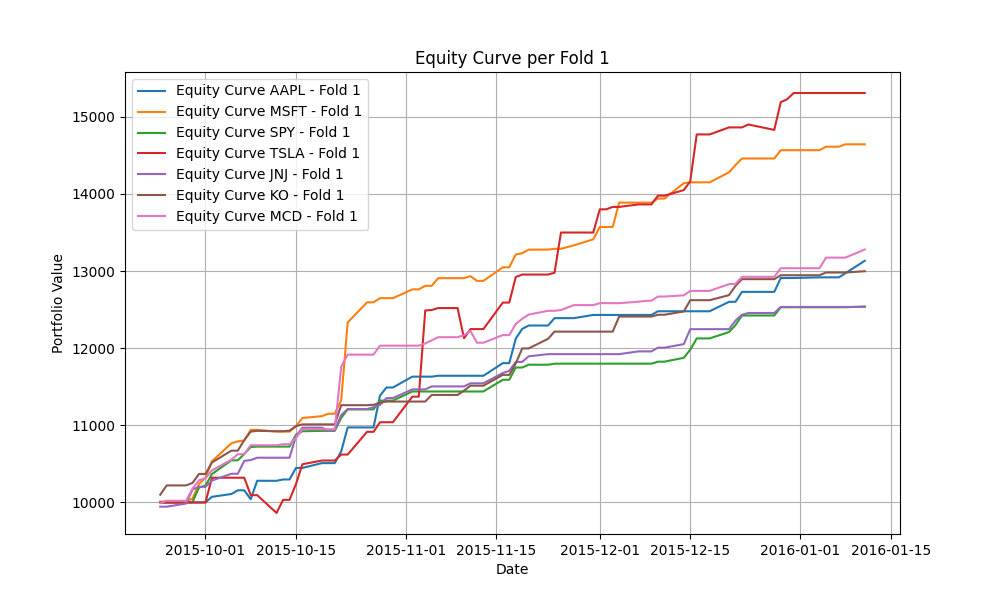 Equity Curve per Fold 1
Equity Curve AAPL - Fold 1
Equity Curve MSFT - Fold 1
Equity Curve SPY - Fold 1
Equity Curve TSLA - Fold 1
Equity Curve JNJ - Fold 1
Equity Curve KO - Fold 1
Equity Curve MCD - Fold 1
Portfolio Value
15000
14000
13000
12000
11000
10000
2015-10-01
2015-10-15
2015-11-01
2015-11-15
2015-12-01
2015-12-15
2016-01-01
2016-01-15
Date